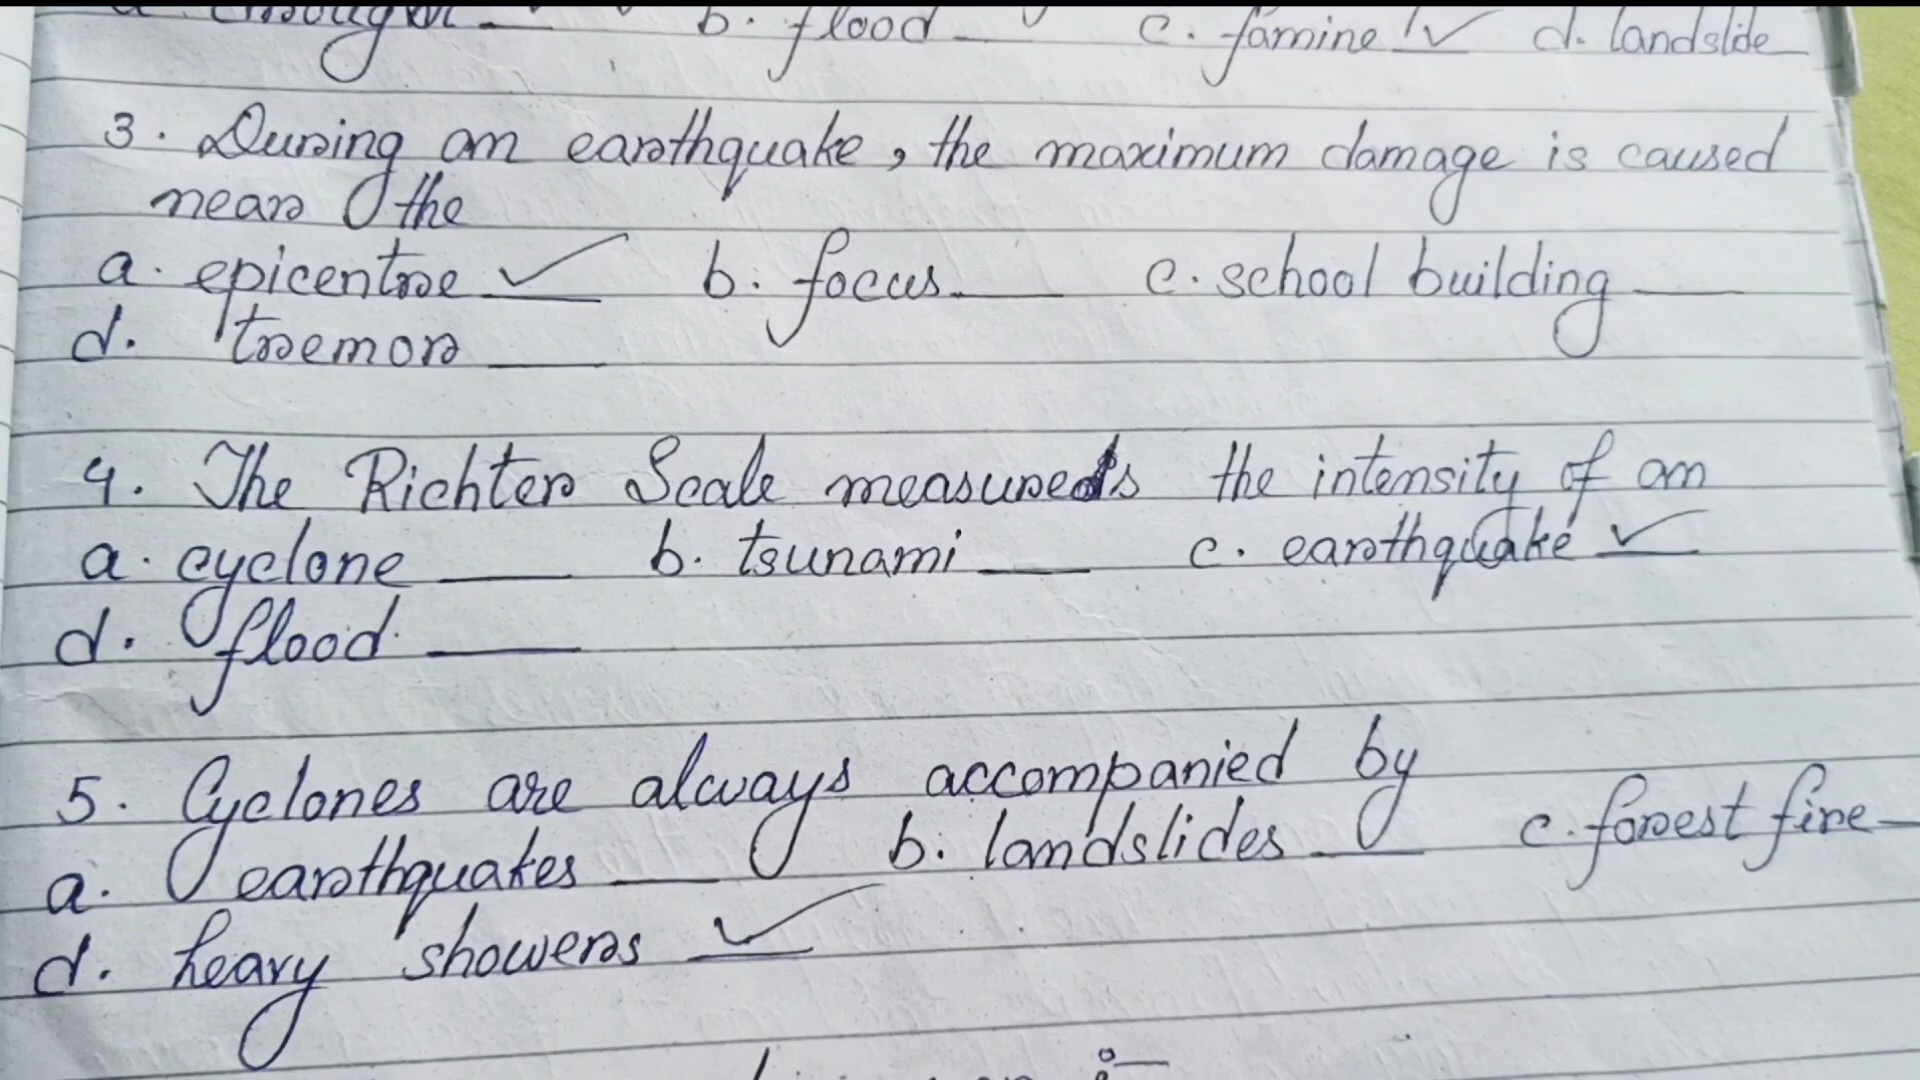 b. flood c. famine ✓ d. landslide
3. During an earthquake, the maximum damage is caused
near the
a. epicentre ✓ b. focus c. school building
d. tremor
4. The Richter Scale measures the intensity of an
a. cyclone b. tsunami c. earthquake ✓
d. flood
5. Cyclones are always accompanied by
a. earthquakes b. landslides c. forest fire
d. heavy showers ✓